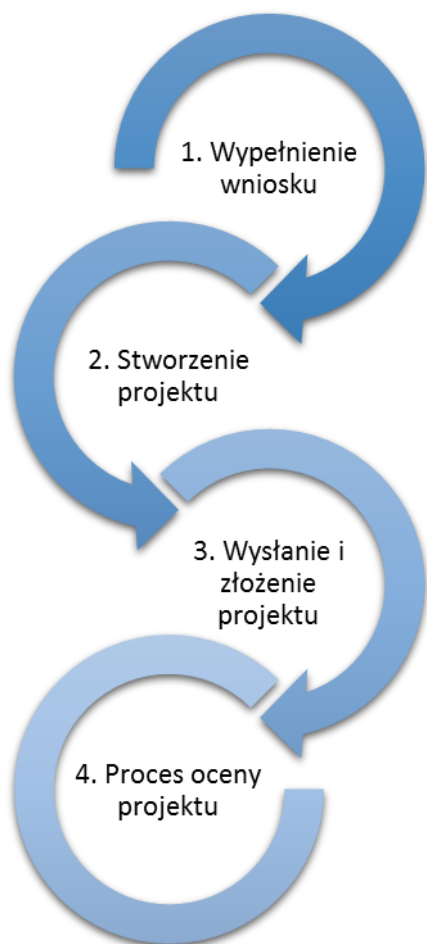 1. Wypełnienie
wniosku
2. Stworzenie
projektu
3. Wysłanie i
złożenie
projektu
4. Proces oceny
projektu